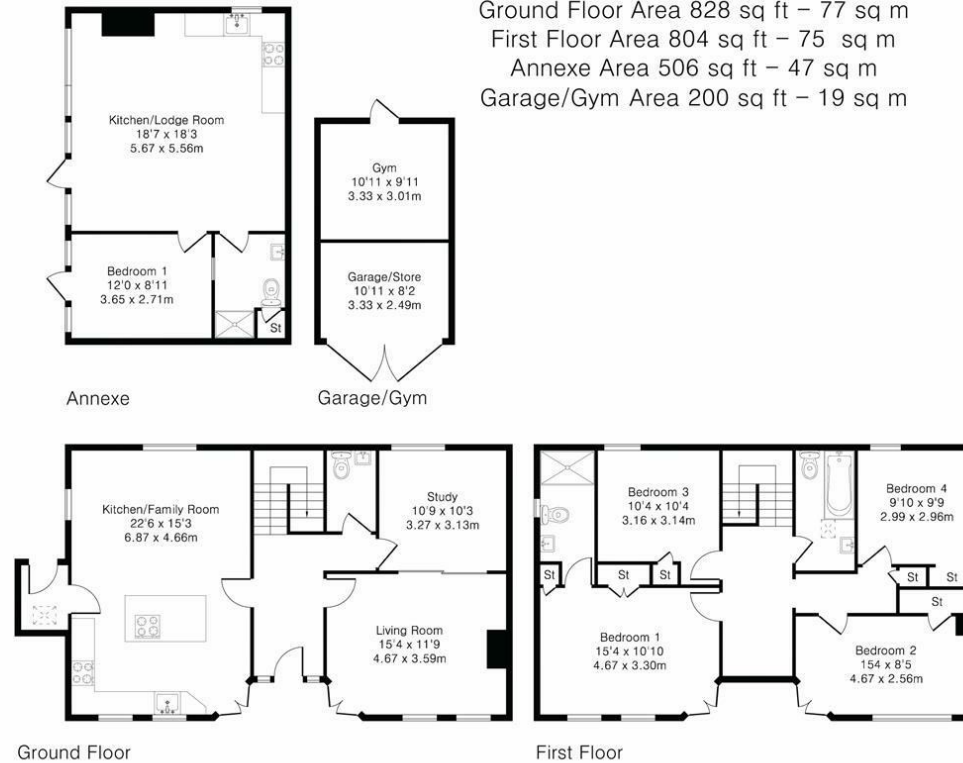 Ground Floor Area 828 sq ft – 77 sq m
First Floor Area 804 sq ft – 75 sq m
Annexe Area 506 sq ft – 47 sq m
Garage/Gym Area 200 sq ft – 19 sq m
Kitchen/Lodge Room
18'7 x 18'3
5.67 x 5.56m
Bedroom 1
12'0 x 8'11
3.65 x 2.71m
St
Annexe
Gym
10'11 x 9'11
3.33 x 3.01m
Garage/Store
10'11 x 8'2
3.33 x 2.49m
Garage/Gym
Kitchen/Family Room
22'6 x 15'3
6.87 x 4.66m
Study
10'9 x 10'3
3.27 x 3.13m
Living Room
15'4 x 11'9
4.67 x 3.59m
Ground Floor
Bedroom 3
10'4 x 10'4
3.16 x 3.14m
Bedroom 4
9'10 x 9'9
2.99 x 2.96m
St
St
St
St
St
St
Bedroom 1
15'4 x 10'10
4.67 x 3.30m
Bedroom 2
154 x 8'5
4.67 x 2.56m
First Floor